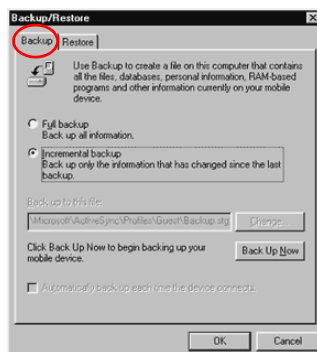 Backup/Restore
Backup
Restore
Use Backup to create a file on this computer that contains
all the files, databases, personal information, RAM-based
programs and other information currently on your mobile
device.
Full backup
Back up all information.
Incremental backup
Back up only the information that has changed since the last
backup.
Back up to this file:
\Microsoft\ActiveSync\Profiles\Guest\Backup.stg
Change...
Click Back Up Now to begin backing up your
mobile device.
Back Up Now
Automatically back up each time the device connects.
OK
Cancel